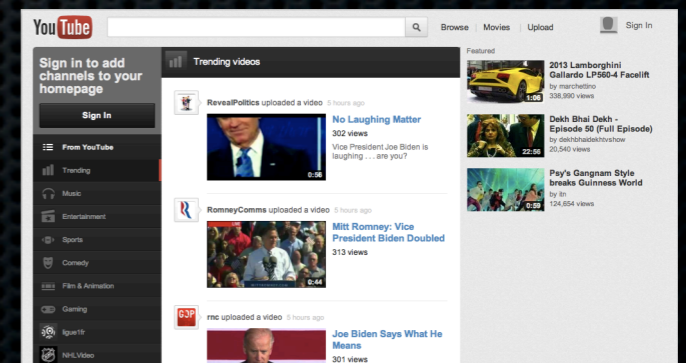 YouTube
Browse | Movies | Upload
Sign In
Sign in to add
channels to your
homepage
Sign In
From YouTube
Trending
Music
Entertainment
Sports
Comedy
Film & Animation
Gaming
ligue1fr
NHLVideo
Trending videos
RevealPolitics uploaded a video 5 hours ago
No Laughing Matter
302 views
Vice President Joe Biden is
laughing . . . are you?
0:56
RomneyComms uploaded a video 5 hours ago
Mitt Romney: Vice
President Biden Doubled
313 views
LIVE
0:44
GOP
rnc uploaded a video 5 hours ago
Joe Biden Says What He
Means
301 views
Featured
2013 Lamborghini
Gallardo LP560-4 Facelift
by marchettino
338,990 views
1:06
Dekh Bhai Dekh -
Episode 50 (Full Episode)
by dekhbhaidekhtvshow
20,540 views
22:56
Psy's Gangnam Style
breaks Guinness World
by itn
124,654 views
0:59